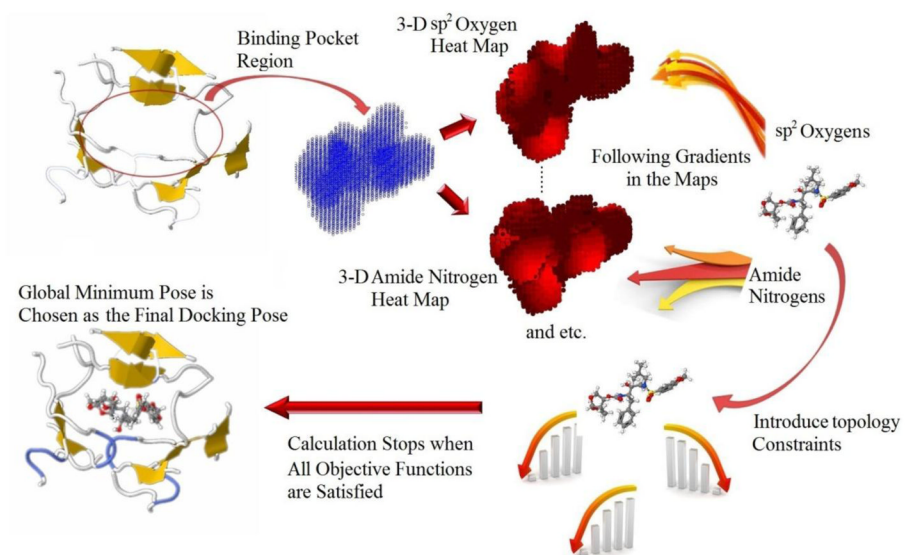 Binding Pocket
Region
3-D sp² Oxygen
Heat Map
sp² Oxygens
Following Gradients
in the Maps
3-D Amide Nitrogen
Heat Map
Amide
Nitrogens
and etc.
Introduce topology
Constraints
Calculation Stops when
All Objective Functions
are Satisfied
Global Minimum Pose is
Chosen as the Final Docking Pose